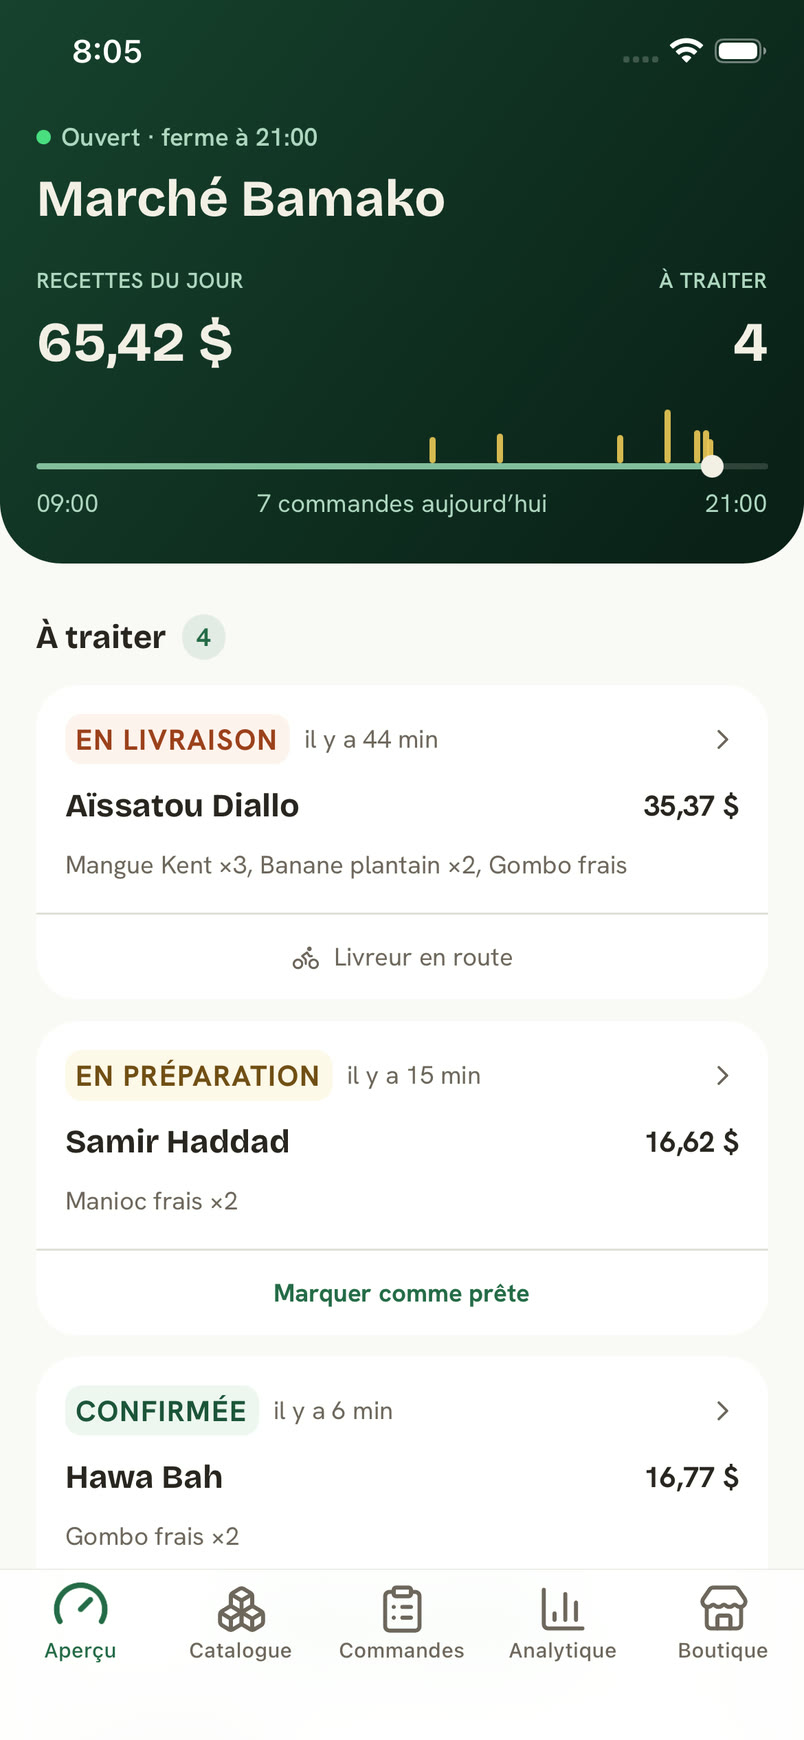 8:05
Ouvert · ferme à 21:00
Marché Bamako
RECETTES DU JOUR
À TRAITER
65,42 $
4
09:00
7 commandes aujourd’hui
21:00
À traiter 4
EN LIVRAISON il y a 44 min
Aïssatou Diallo
35,37 $
Mangue Kent ×3, Banane plantain ×2, Gombo frais
Livreur en route
EN PRÉPARATION il y a 15 min
Samir Haddad
16,62 $
Manioc frais ×2
Marquer comme prête
CONFIRMÉE il y a 6 min
Hawa Bah
16,77 $
Gombo frais ×2
Aperçu
Catalogue
Commandes
Analytique
Boutique